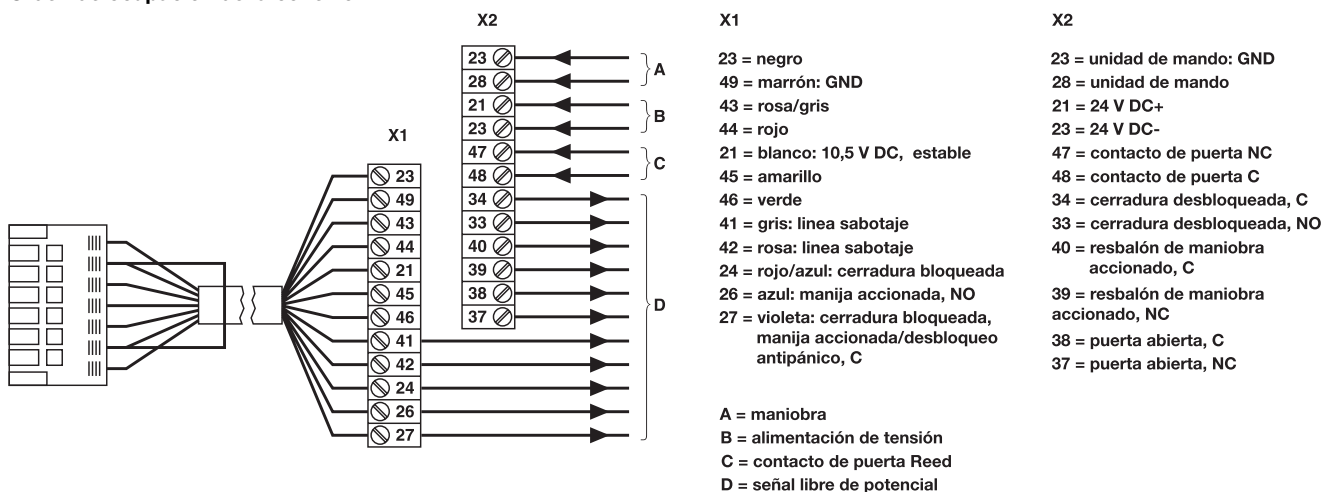 X2
23
28
21
23
47
48
34
33
40
39
38
37
A
B
C
D
X1
23
49
43
44
21
45
46
41
42
24
26
27
X1
23 = negro
49 = marrón: GND
43 = rosa/gris
44 = rojo
21 = blanco: 10,5 V DC, estable
45 = amarillo
46 = verde
41 = gris: linea sabotaje
42 = rosa: linea sabotaje
24 = rojo/azul: cerradura bloqueada
26 = azul: manija accionada, NO
27 = violeta: cerradura bloqueada,
manija accionada/desbloqueo
antipánico, C
A = maniobra
B = alimentación de tensión
C = contacto de puerta Reed
D = señal libre de potencial
X2
23 = unidad de mando: GND
28 = unidad de mando
21 = 24 V DC+
23 = 24 V DC-
47 = contacto de puerta NC
48 = contacto de puerta C
34 = cerradura desbloqueada, C
33 = cerradura desbloqueada, NO
40 = resbalón de maniobra
accionado, C
39 = resbalón de maniobra
accionado, NC
38 = puerta abierta, C
37 = puerta abierta, NC